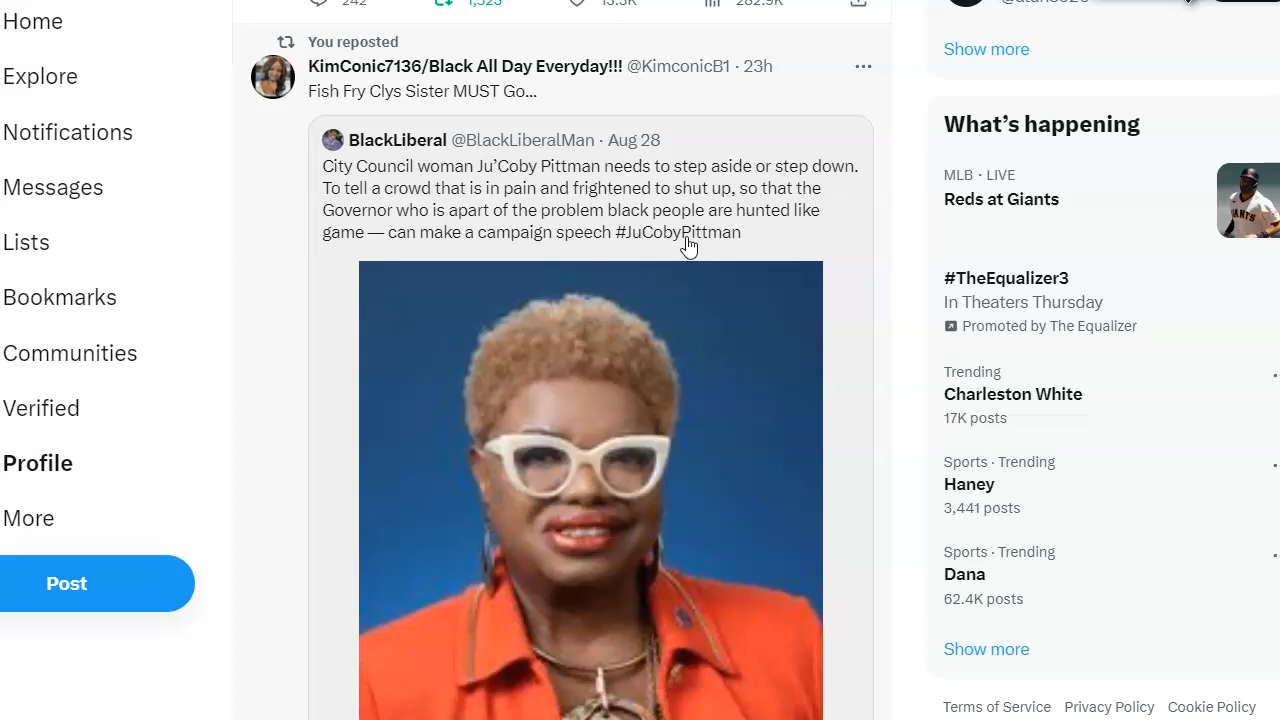 Home
Explore
Notifications
Messages
Lists
Bookmarks
Communities
Verified
Profile
More
Post
242
1,523
13.3K
282.9K
You reposted
KimConic7136/Black All Day Everyday!!! @KimconicB1 · 23h
Fish Fry Clys Sister MUST Go...
BlackLiberal @BlackLiberalMan · Aug 28
City Council woman Ju’Coby Pittman needs to step aside or step down.
To tell a crowd that is in pain and frightened to shut up, so that the
Governor who is apart of the problem black people are hunted like
game — can make a campaign speech #JuCobyPittman
Show more
What’s happening
MLB · LIVE
Reds at Giants
GIANTS
#TheEqualizer3
In Theaters Thursday
Promoted by The Equalizer
Trending
Charleston White
17K posts
Sports · Trending
Haney
3,441 posts
Sports · Trending
Dana
62.4K posts
Show more
Terms of Service Privacy Policy Cookie Policy